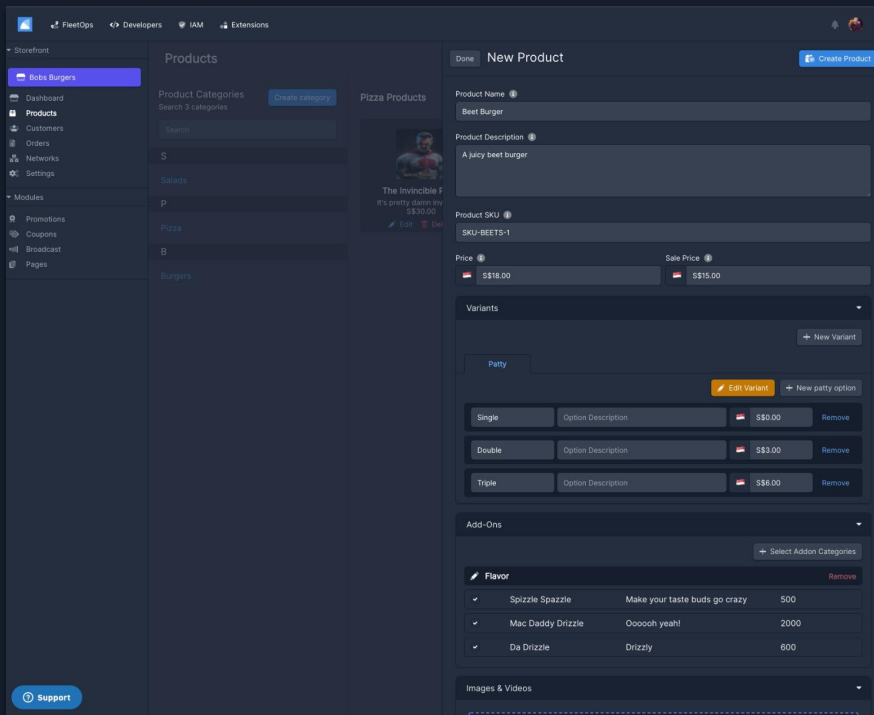 FleetOps
Developers
IAM
Extensions
Storefront
Bobs Burgers
Dashboard
Products
Customers
Orders
Networks
Settings
Modules
Promotions
Coupons
Broadcast
Pages
Support
Products
Product Categories
Search 3 categories
Create category
Search
S
Salads
P
Pizza
B
Burgers
Pizza Products
The Invincible
It's pretty damn
S$30.00
Edit
Done
New Product
Create Product
Product Name
Beet Burger
Product Description
A juicy beet burger
Product SKU
SKU-BEETS-1
Price
Sale Price
S$18.00
S$15.00
Variants
New Variant
Patty
Edit Variant
New patty option
Single
Option Description
S$0.00
Remove
Double
Option Description
S$3.00
Remove
Triple
Option Description
S$6.00
Remove
Add-Ons
Select Addon Categories
Flavor
Remove
Spizzle Spazzle
Make your taste buds go crazy
500
Mac Daddy Drizzle
Oooooh yeah!
2000
Da Drizzle
Drizzly
600
Images & Videos